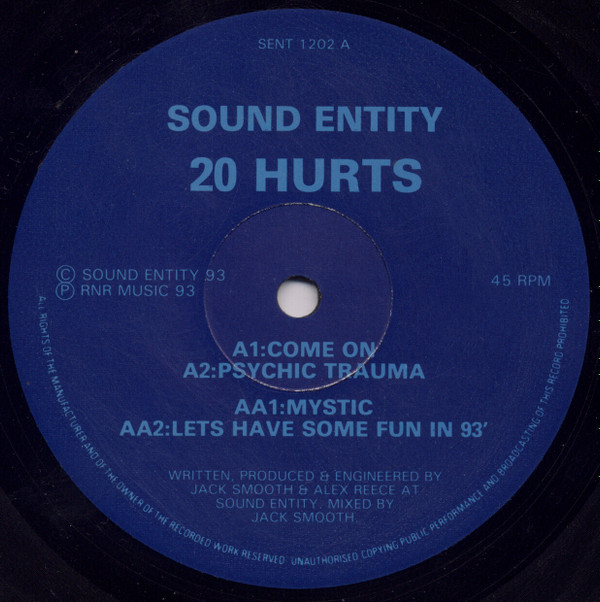 SENT 1202 A
SOUND ENTITY
20 HURTS
Ⓒ SOUND ENTITY 93
Ⓟ RNR MUSIC 93
45 RPM
A1:COME ON
A2:PSYCHIC TRAUMA
AA1:MYSTIC
AA2:LETS HAVE SOME FUN IN 93'
WRITTEN, PRODUCED & ENGINEERED BY
JACK SMOOTH & ALEX REECE AT
SOUND ENTITY: MIXED BY
JACK SMOOTH
ALL RIGHTS OF THE MANUFACTURER AND OF THE OWNER OF THE RECORDED WORK RESERVED. UNAUTHORISED COPYING PUBLIC PERFORMANCE AND BROADCASTING OF THIS RECORD PROHIBITED